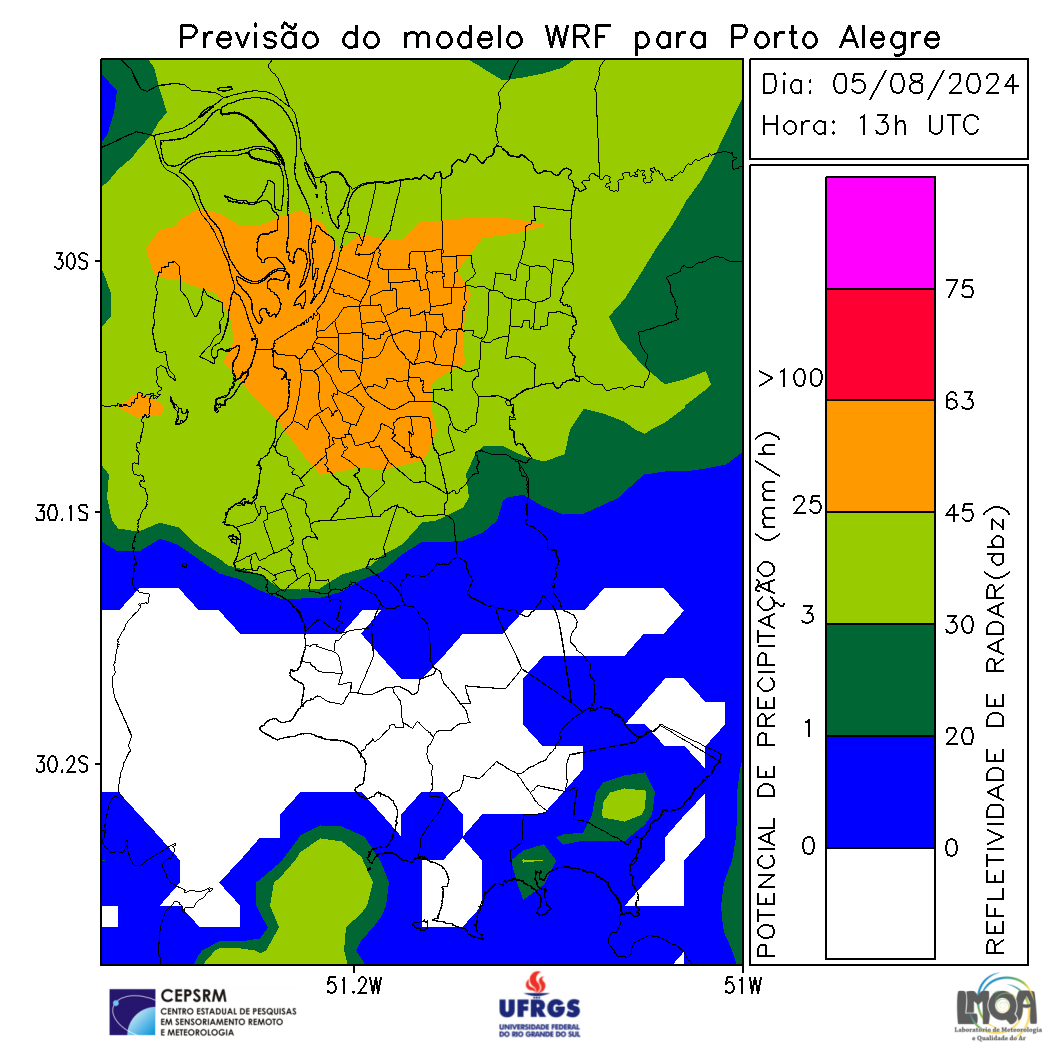 Previsão do modelo WRF para Porto Alegre
Dia: 05/08/2024
Hora: 13h UTC
30S
30.1S
30.2S
51.2W
51W
POTENCIAL DE PRECIPITAÇÃO (mm/h)
>100
25
3
1
0
75
63
45
30
20
0
REFLETIVIDADE DE RADAR(dbz)
CEPSRM
CENTRO ESTADUAL DE PESQUISAS
EM SENSORIAMENTO REMOTO
E METEOROLOGIA
UFRGS
UNIVERSIDADE FEDERAL
DO RIO GRANDE DO SUL
LMQA
Laboratório de Meteorologia
e Qualidade do Ar